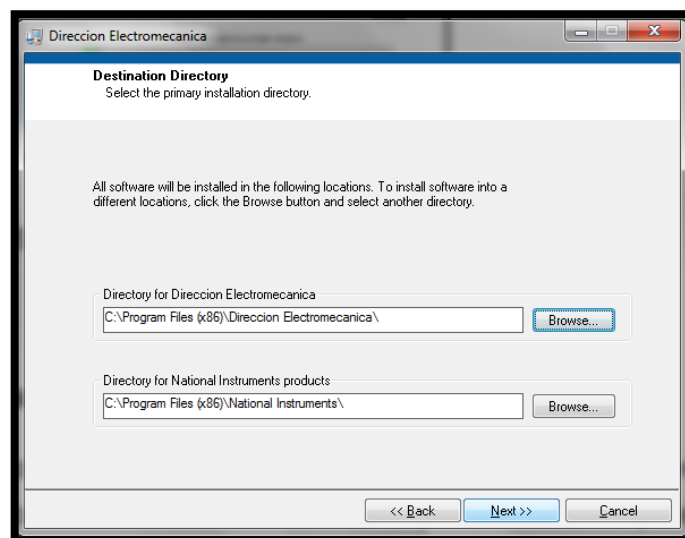 Direccion Electromecanica
Destination Directory
Select the primary installation directory.
All software will be installed in the following locations. To install software into a
different locations, click the Browse button and select another directory.
Directory for Direccion Electromecanica
C:\Program Files (x86)\Direccion Electromecanica\
Browse...
Directory for National Instruments products
C:\Program Files (x86)\National Instruments\
Browse...
<< Back
Next >>
Cancel